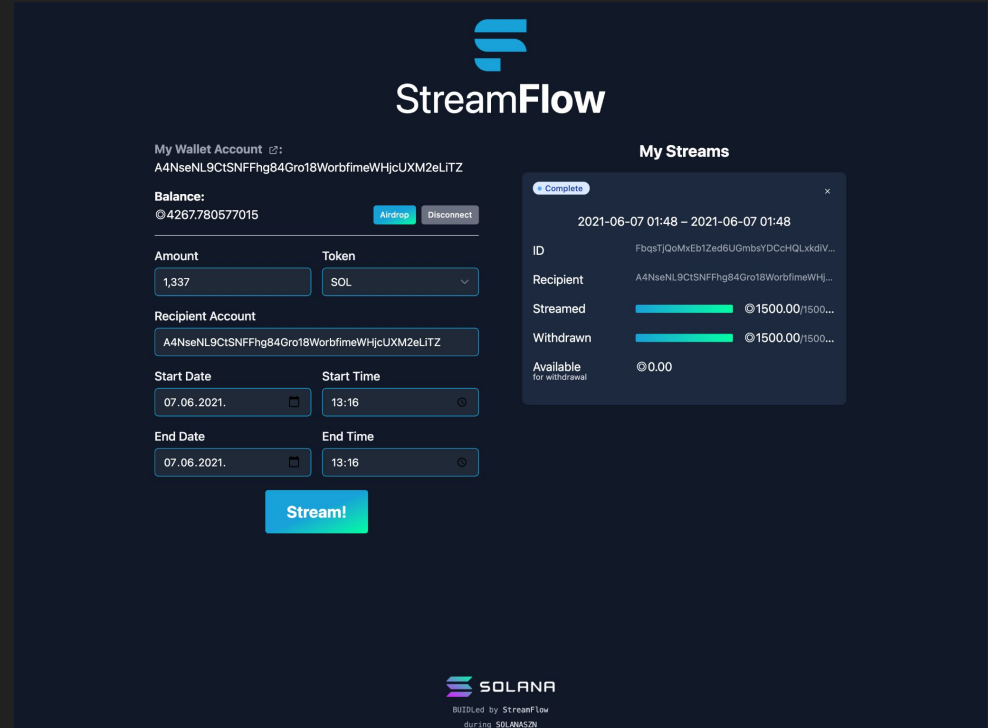 StreamFlow
My Wallet Account :
A4NseNL9CtSNFFhg84Gro18WorbfimeWHjcUXM2eLiTZ
Balance:
◎4267.780577015
Airdrop
Disconnect
Amount
Token
1,337
SOL
Recipient Account
A4NseNL9CtSNFFhg84Gro18WorbfimeWHjcUXM2eLiTZ
Start Date
Start Time
07.06.2021.
13:16
End Date
End Time
07.06.2021.
13:16
Stream!
My Streams
Complete
×
2021-06-07 01:48 – 2021-06-07 01:48
ID
FbqsTjQoMxEb1Zed6UGmbsYDCcHQLxkdiV...
Recipient
A4NseNL9CtSNFFhg84Gro18WorbfimeWHj...
Streamed
◎1500.00/1500...
Withdrawn
◎1500.00/1500...
Available
for withdrawal
◎0.00
SOLANA
BUIDLed by StreamFlow
during SOLANASZN